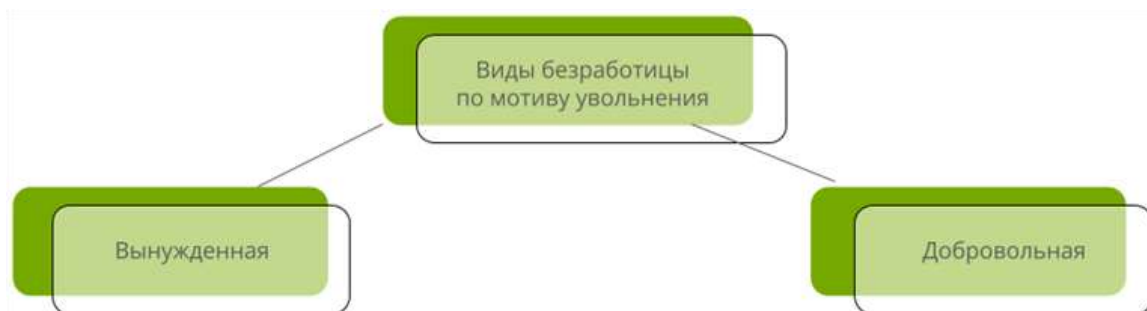 Виды безработицы
по мотиву увольнения
Вынужденная
Добровольная